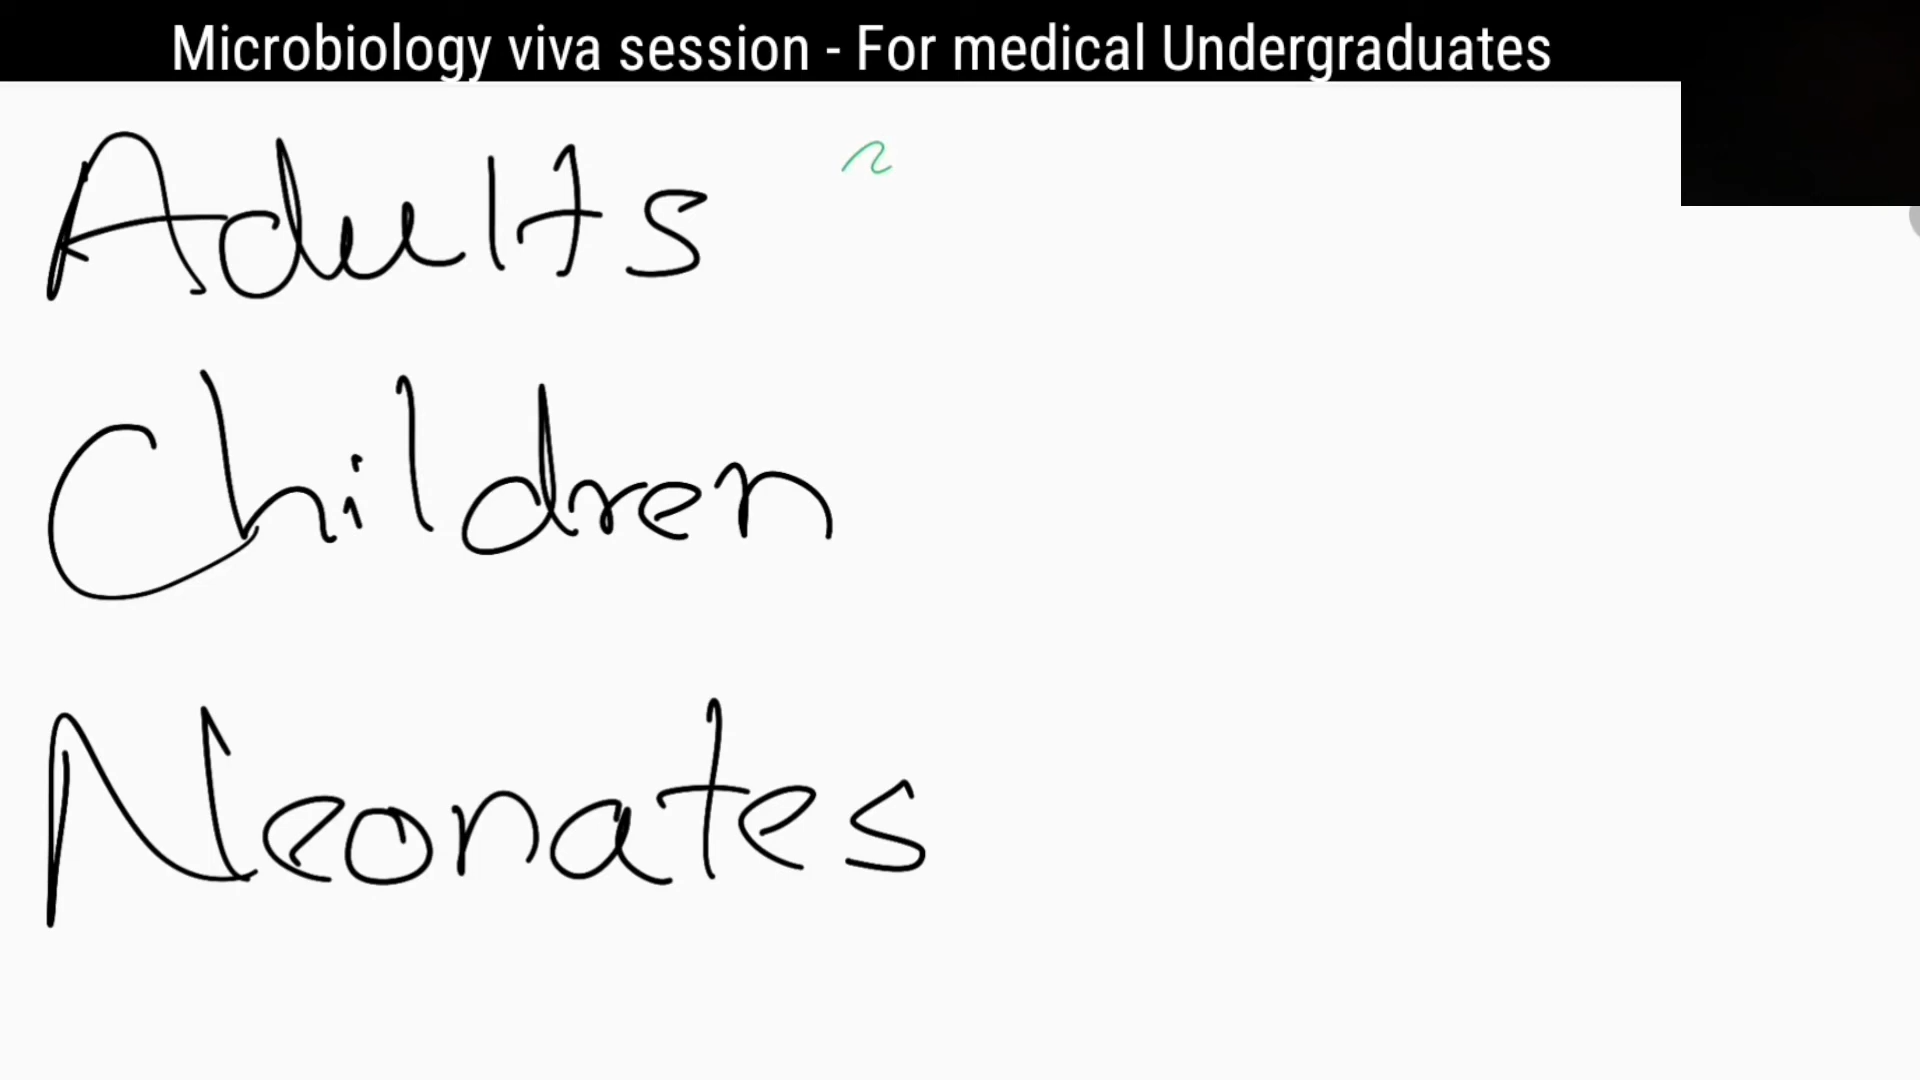 Microbiology viva session - For medical Undergraduates
Adults
Children
Neonates